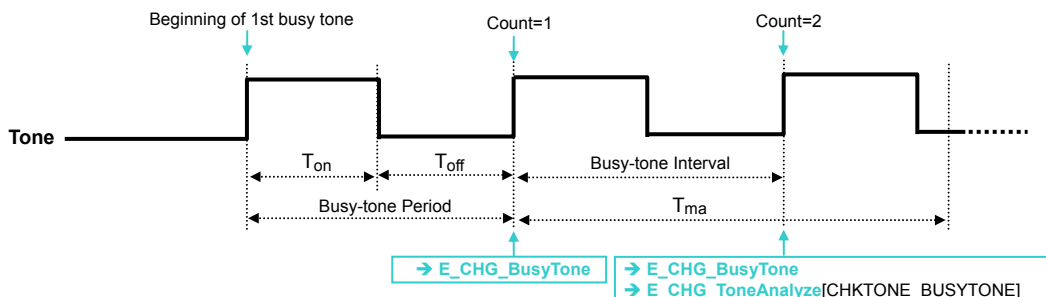 Beginning of 1st busy tone
Count=1
Count=2
Tone
Ton
Toff
Busy-tone Interval
Busy-tone Period
Tma
➔ E_CHG_BusyTone
➔ E_CHG_BusyTone
➔ E_CHG_ToneAnalyze[CHKTONE_BUSYTONE]